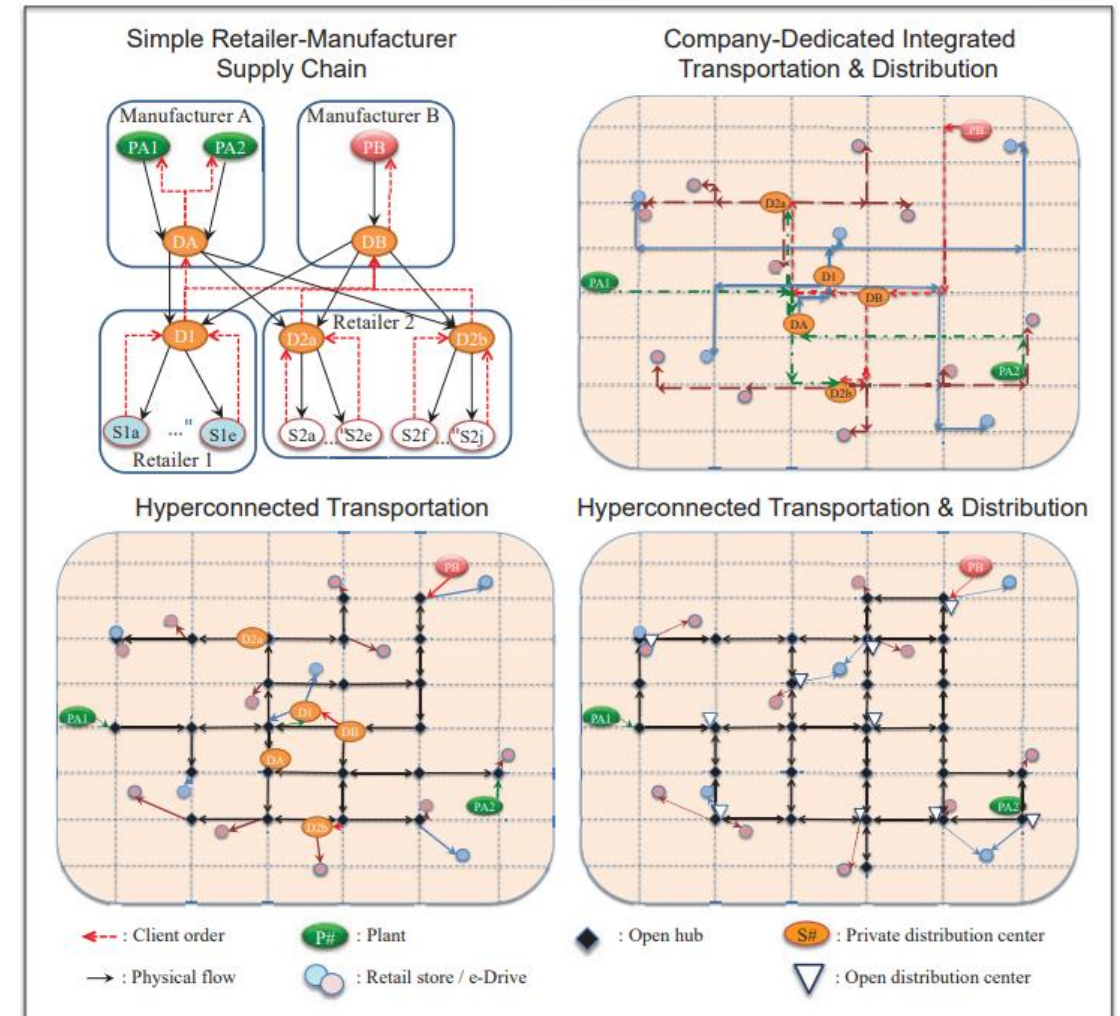 Simple Retailer-Manufacturer
Supply Chain
Manufacturer A
Manufacturer B
PA1
PA2
PB
DA
DB
Retailer 2
D1
D2a
D2b
S1a
..."
S1e
S2a
..."
S2e
S2f
..."
S2j
Retailer 1
Company-Dedicated Integrated
Transportation & Distribution
PB
D2a
D1
PA1
DB
DA
PA2
D2b
Hyperconnected Transportation
PB
D2a
D1
PA1
DB
DA
PA2
D2b
Hyperconnected Transportation & Distribution
PB
PA1
PA2
: Client order
P#
: Plant
: Open hub
S#
: Private distribution center
: Physical flow
: Retail store / e-Drive
: Open distribution center